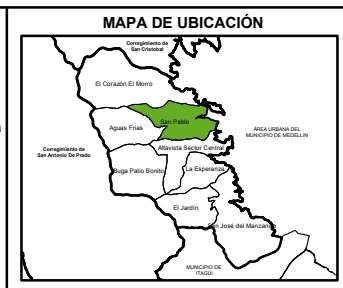 MAPA DE UBICACIÓN
Corregimiento de
San Cristobal
El Corazón El Morro
San Pablo
Aguas Frias
ÁREA URBANA DEL
MUNICIPIO DE MEDELLIN
Altavista Sector Central
Corregimiento de
San Antonio De Prado
La Esperanza
Buga Patio Bonito
El Jardín
San José del Manzanillo
MUNICIPIO DE
ITAGÜI